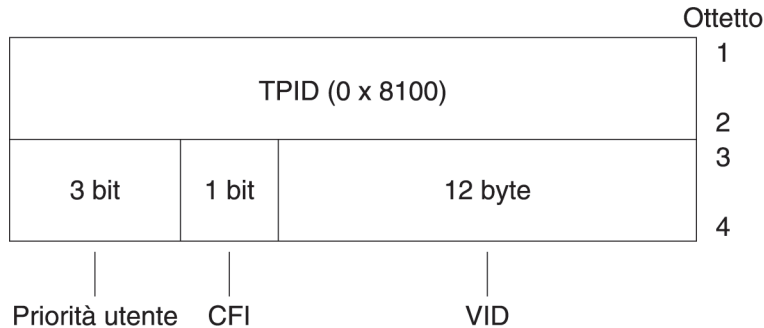 Ottetto
1
TPID (0 x 8100)
2
3
3 bit
1 bit
12 byte
4
Priorità utente
CFI
VID